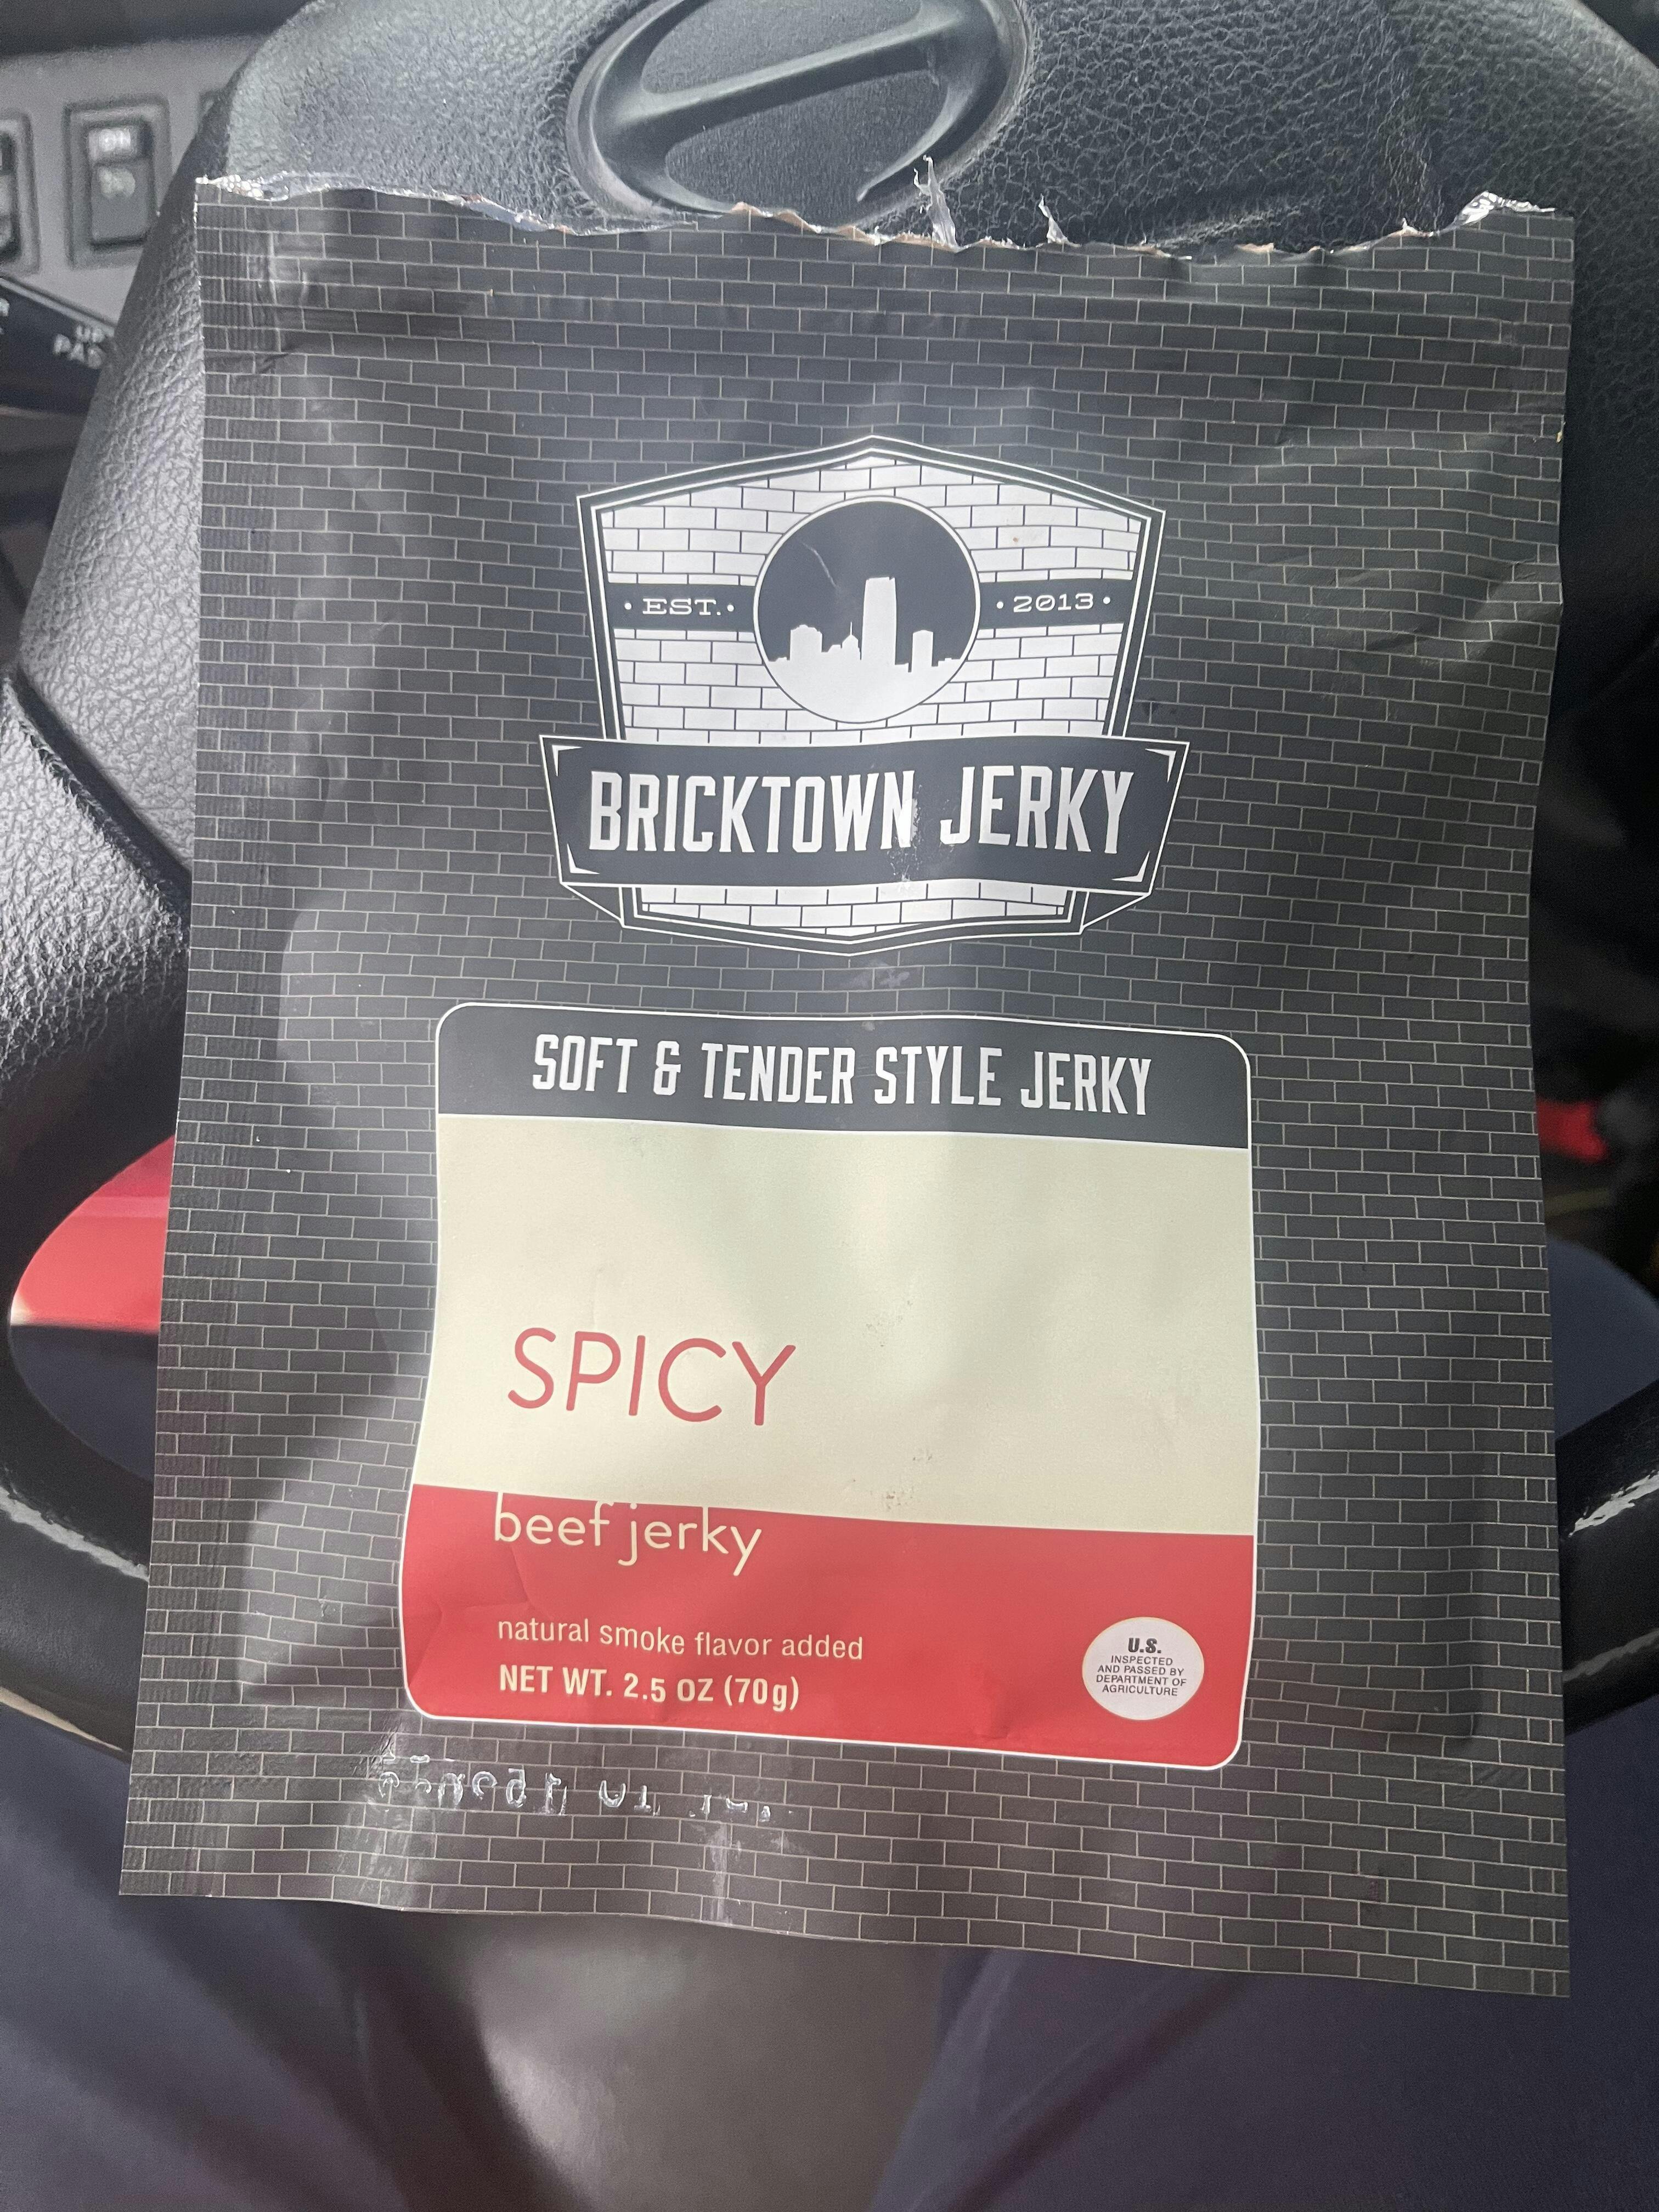 ON
· EST. ·
· 2013 ·
BRICKTOWN JERKY
SOFT & TENDER STYLE JERKY
SPICY
beef jerky
natural smoke flavor added
NET WT. 2.5 OZ (70g)
U.S.
INSPECTED
AND PASSED BY
DEPARTMENT OF
AGRICULTURE